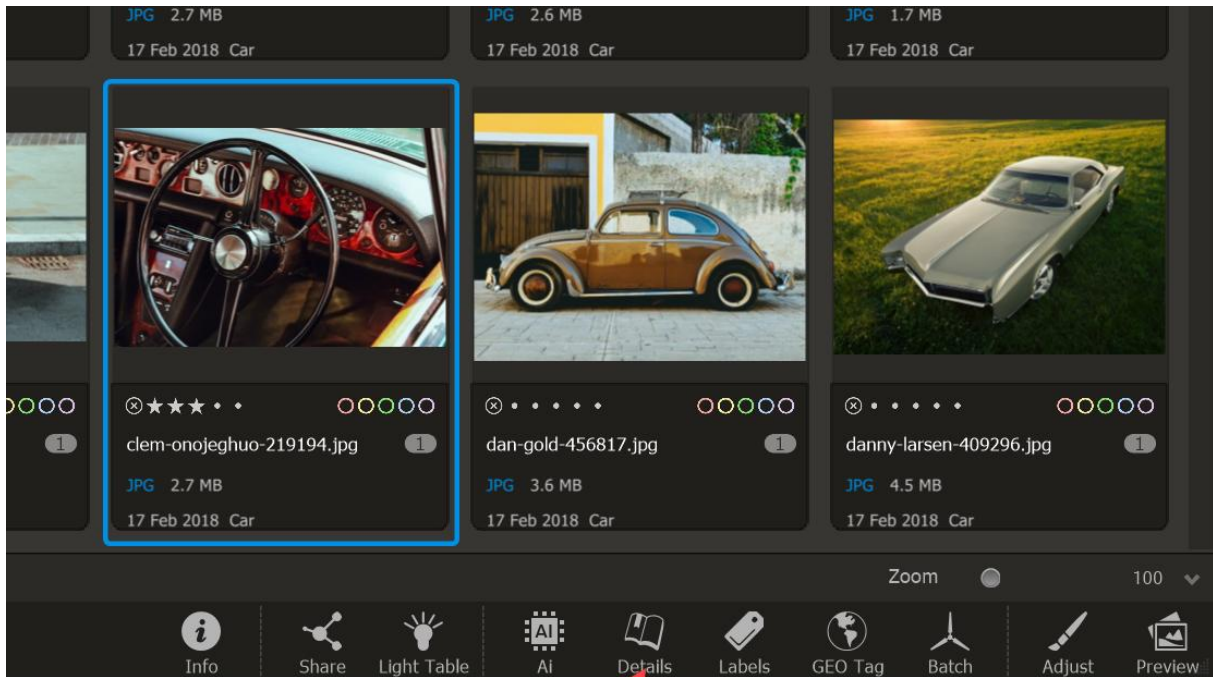 JPG 2.7 MB
JPG 2.6 MB
JPG 1.7 MB
17 Feb 2018 Car
17 Feb 2018 Car
17 Feb 2018 Car
clem-onojeghuo-219194.jpg 1
dan-gold-456817.jpg 1
danny-larsen-409296.jpg 1
1
JPG 2.7 MB
JPG 3.6 MB
JPG 4.5 MB
17 Feb 2018 Car
17 Feb 2018 Car
17 Feb 2018 Car
Zoom 100
AI
Info
Share
Light Table
Ai
Details
Labels
GEO Tag
Batch
Adjust
Preview